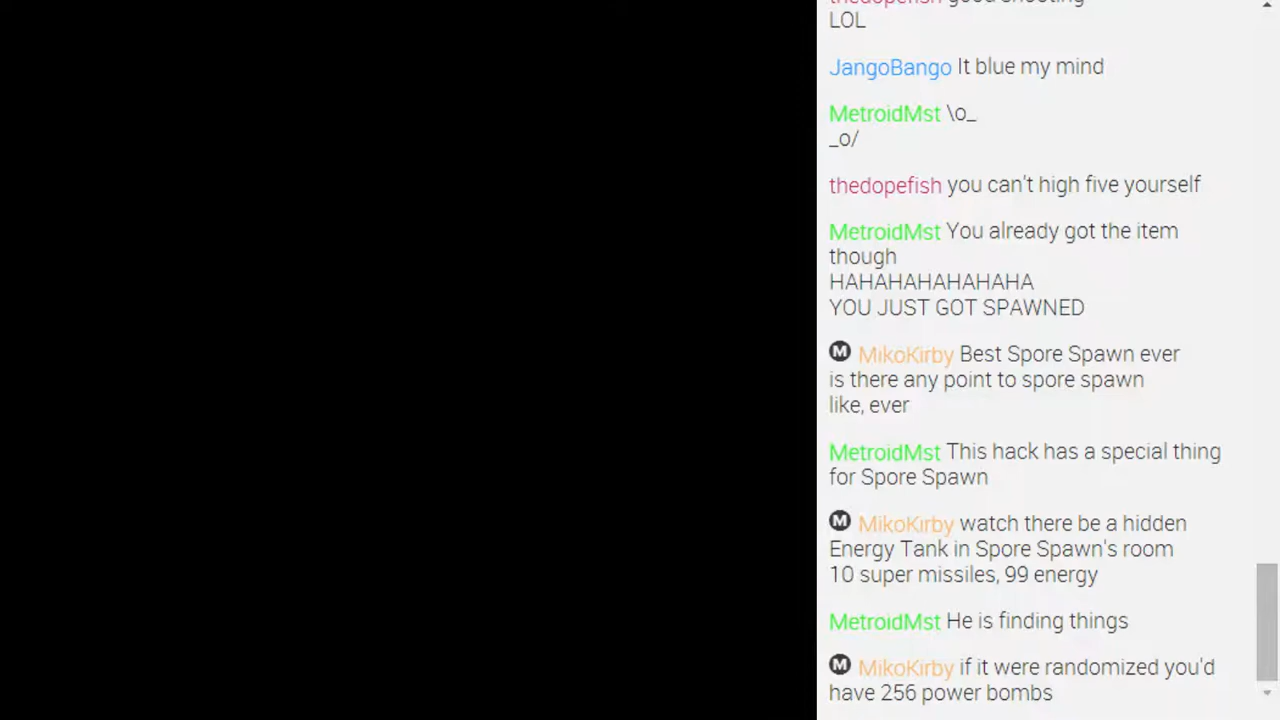 thedopefish good shooting
LOL
JangoBango It blue my mind
MetroidMst \o_
_o/
thedopefish you can't high five yourself
MetroidMst You already got the item
though
HAHAHAHAHAHAHA
YOU JUST GOT SPAWNED
M MikoKirby Best Spore Spawn ever
is there any point to spore spawn
like, ever
MetroidMst This hack has a special thing
for Spore Spawn
M MikoKirby watch there be a hidden
Energy Tank in Spore Spawn's room
10 super missiles, 99 energy
MetroidMst He is finding things
M MikoKirby if it were randomized you'd
have 256 power bombs